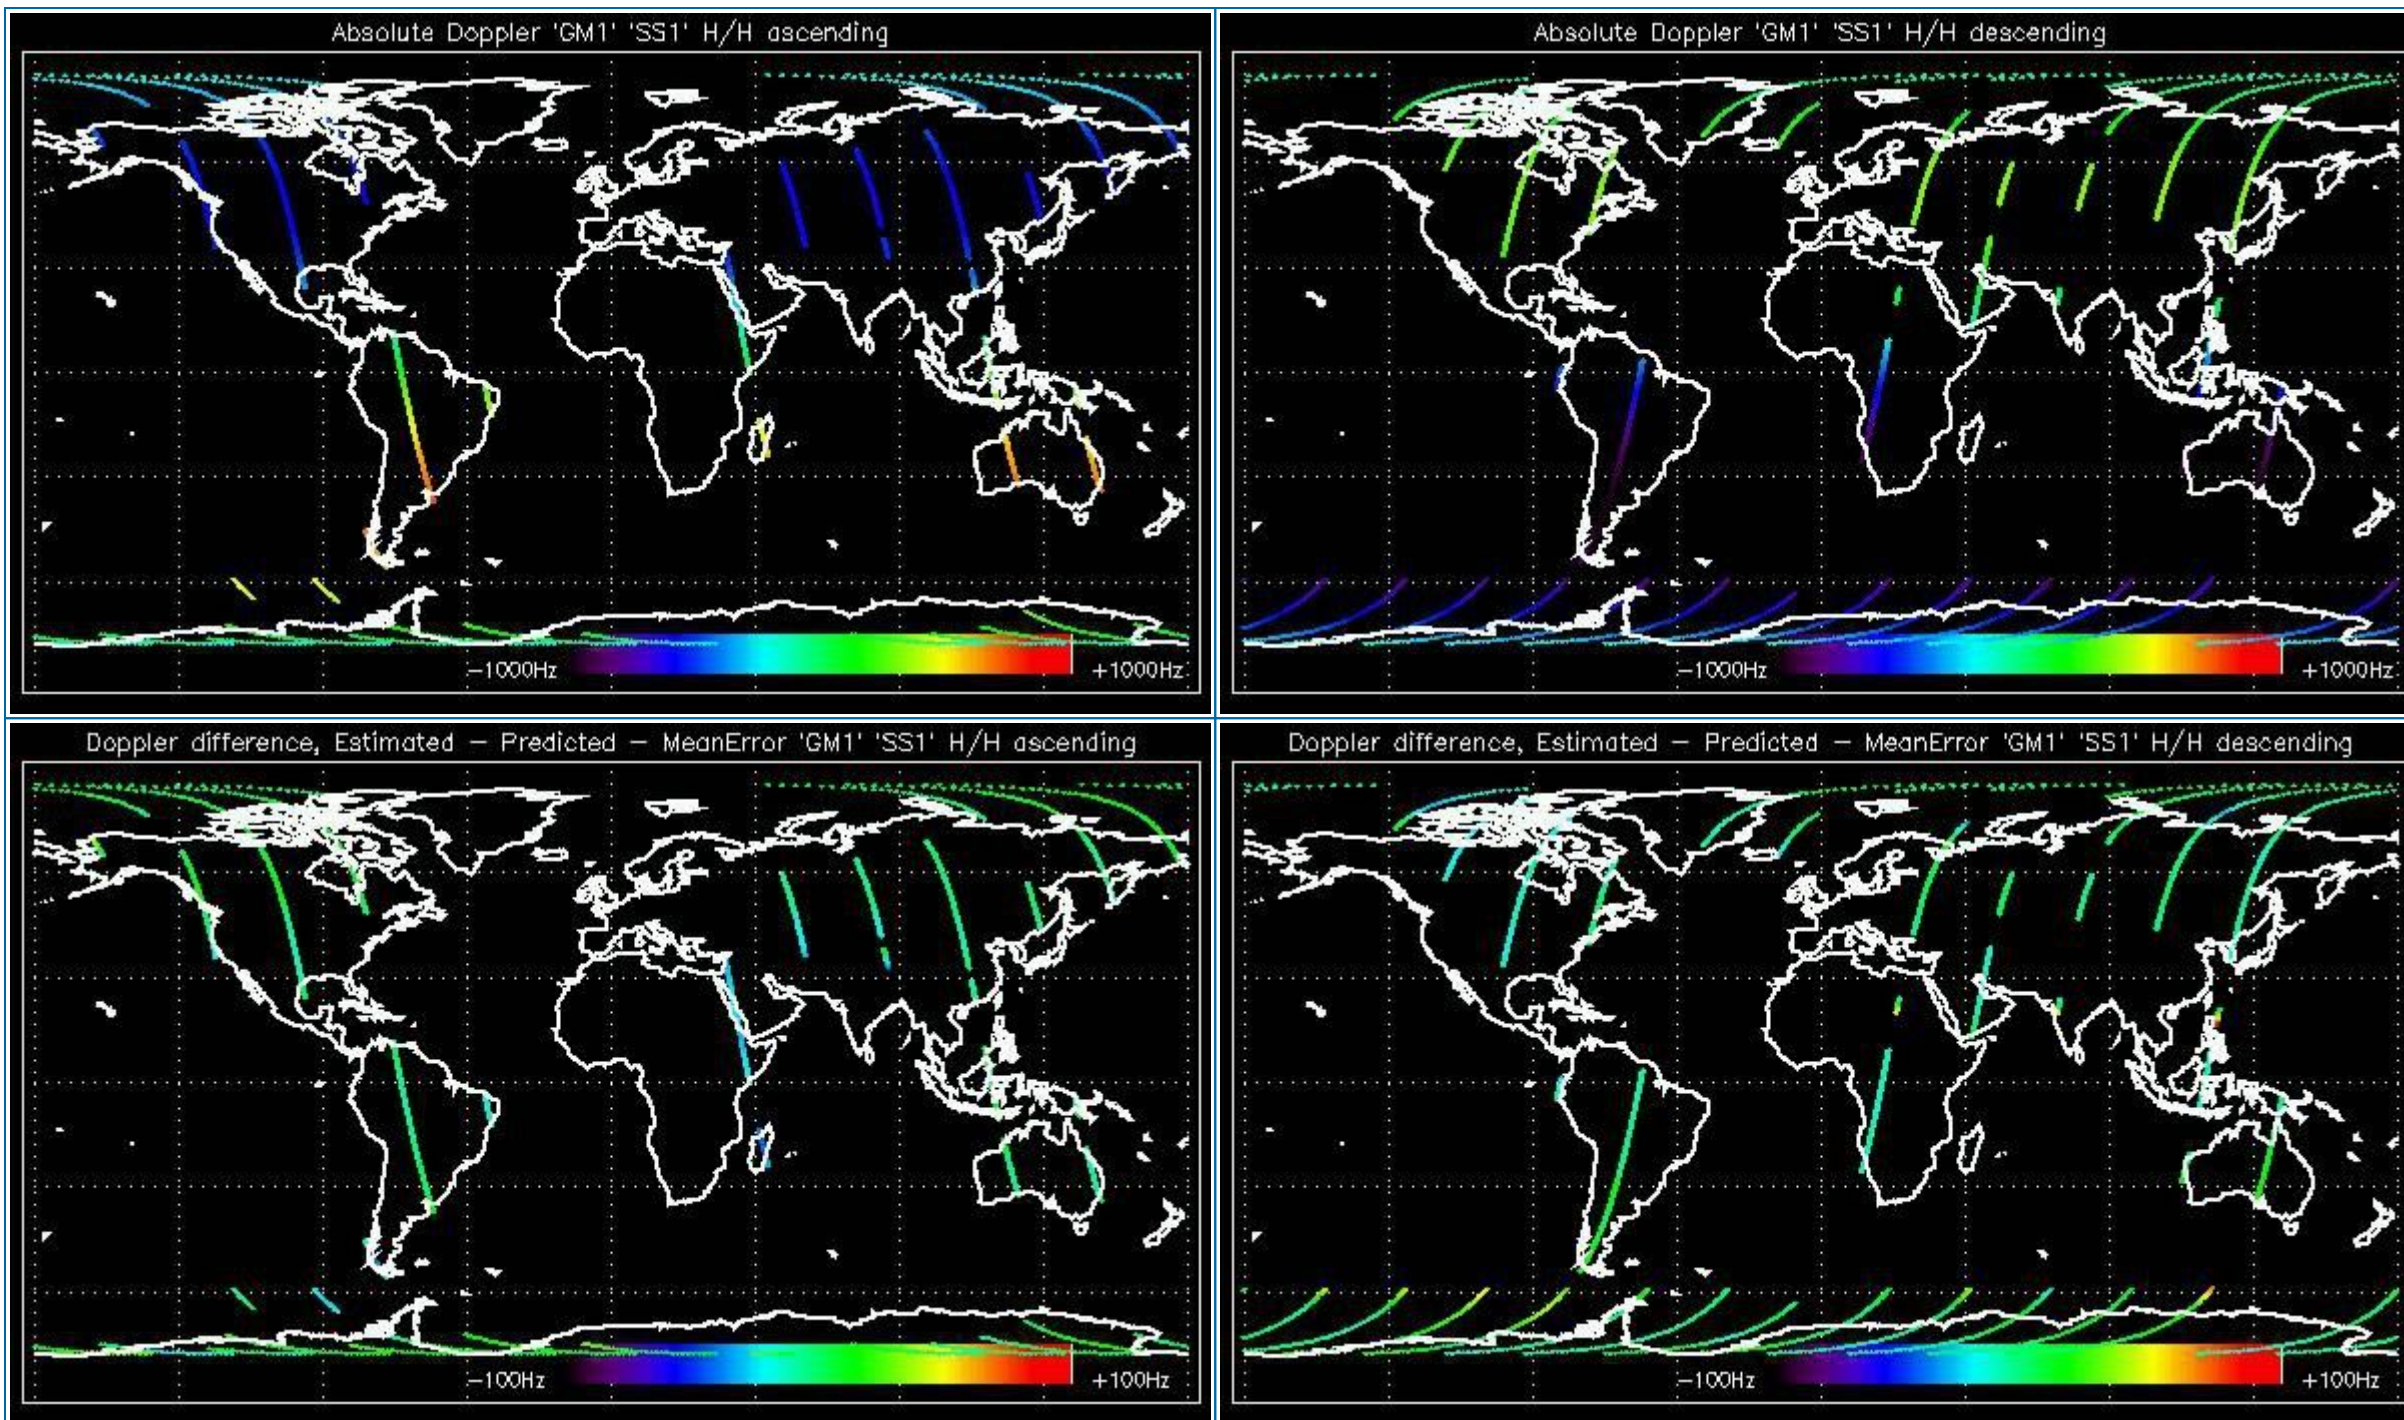 Absolute Doppler 'GM1' 'SS1' H/H ascending
−1000Hz
+1000Hz
Absolute Doppler 'GM1' 'SS1' H/H descending
−1000Hz
+1000Hz
Doppler difference, Estimated − Predicted − MeanError 'GM1' 'SS1' H/H ascending
−100Hz
+100Hz
Doppler difference, Estimated − Predicted − MeanError 'GM1' 'SS1' H/H descending
−100Hz
+100Hz